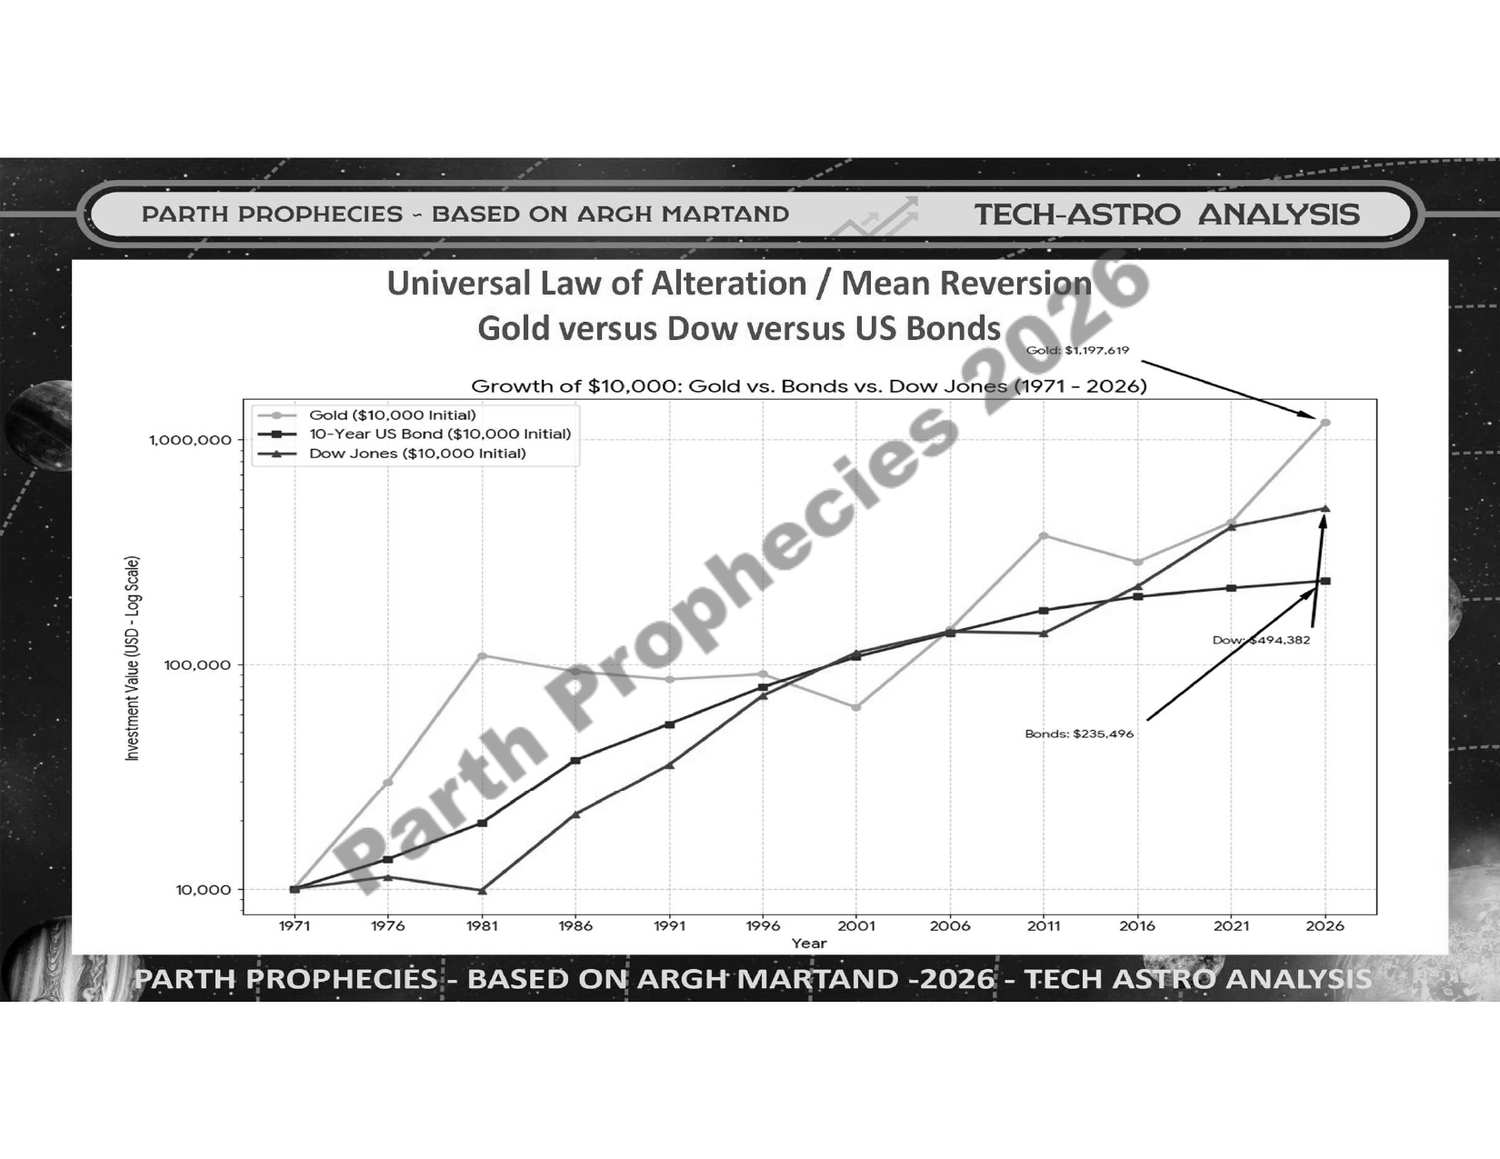 PARTH PROPHECIES ~ BASED ON ARGH MARTAND
TECH-ASTRO ANALYSIS
Universal Law of Alteration / Mean Reversion
Gold versus Dow versus US Bonds
Gold: $1,197,619
Growth of $10,000: Gold vs. Bonds vs. Dow Jones (1971 - 2026)
Gold ($10,000 Initial)
10-Year US Bond ($10,000 Initial)
Dow Jones ($10,000 Initial)
1,000,000
100,000
10,000
Investment Value (USD - Log Scale)
Dow: $494,382
Bonds: $235,496
1971 1976 1981 1986 1991 1996 2001 2006 2011 2016 2021 2026
Year
Parth Prophecies 2026
PARTH PROPHECIES - BASED ON ARGH MARTAND -2026 - TECH ASTRO ANALYSIS